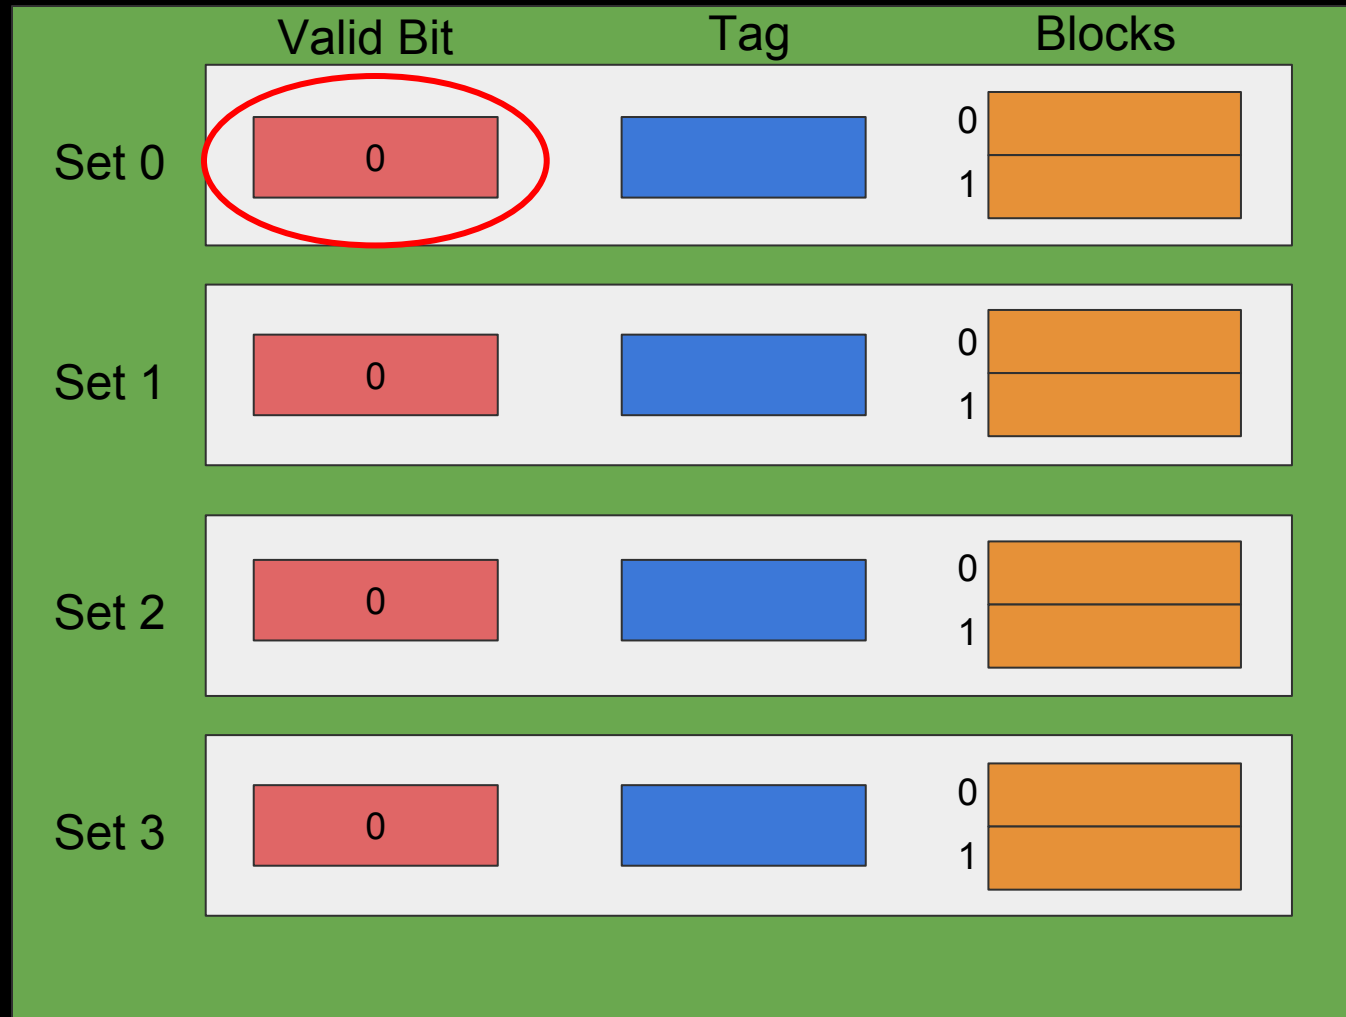 Valid Bit Tag Blocks
Set 0 0 0
1
Set 1 0 0
1
Set 2 0 0
1
Set 3 0 0
1